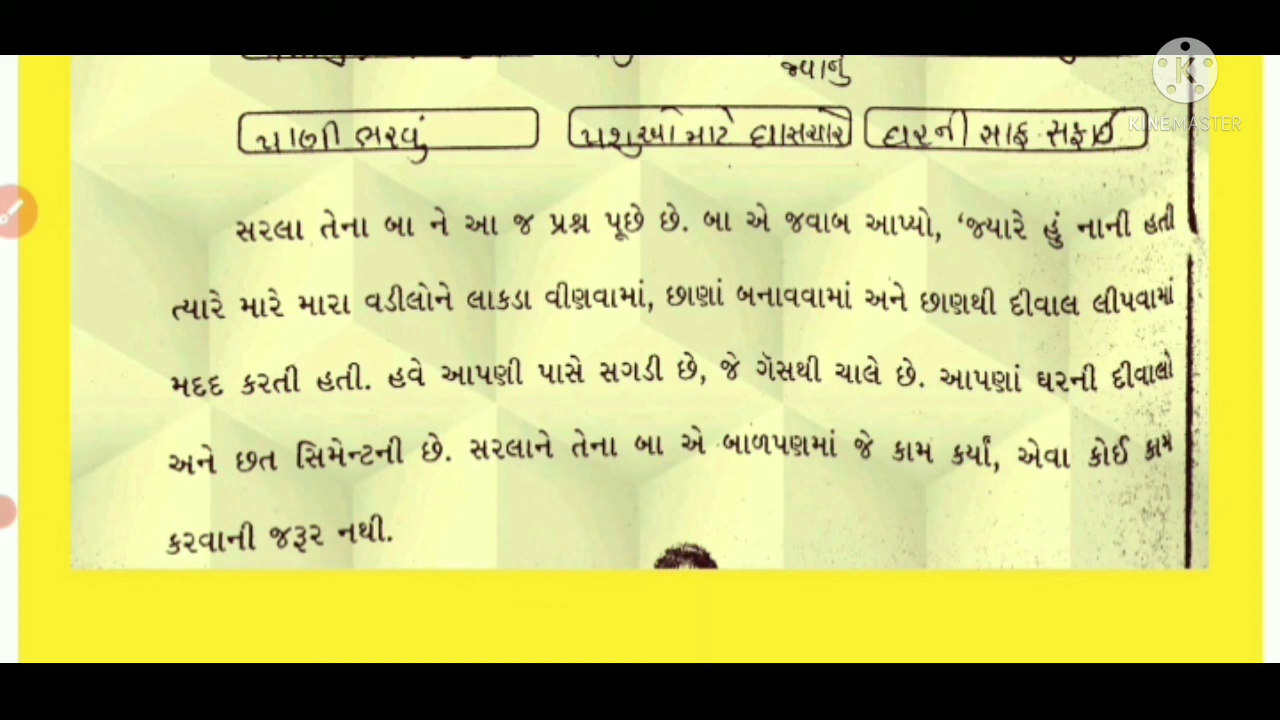 જવાનું
K
KINEMASTER
પાણી ભરવું પશુઓ માટે ઘાસચારો ઘરની સાફ સફાઈ
સરલા તેના બા ને આ જ પ્રશ્ન પૂછે છે. બા એ જવાબ આપ્યો, ‘જ્યારે હું નાની હતી
ત્યારે મારે મારા વડીલોને લાકડા વીણવામાં, છાણાં બનાવવામાં અને છાણથી દીવાલ લીપવામાં
મદદ કરતી હતી. હવે આપણી પાસે સગડી છે, જે ગૅસથી ચાલે છે. આપણાં ઘરની દીવાલો
અને છત સિમેન્ટની છે. સરલાને તેના બા એ બાળપણમાં જે કામ કર્યાં, એવા કોઈ કામ
કરવાની જરૂર નથી.